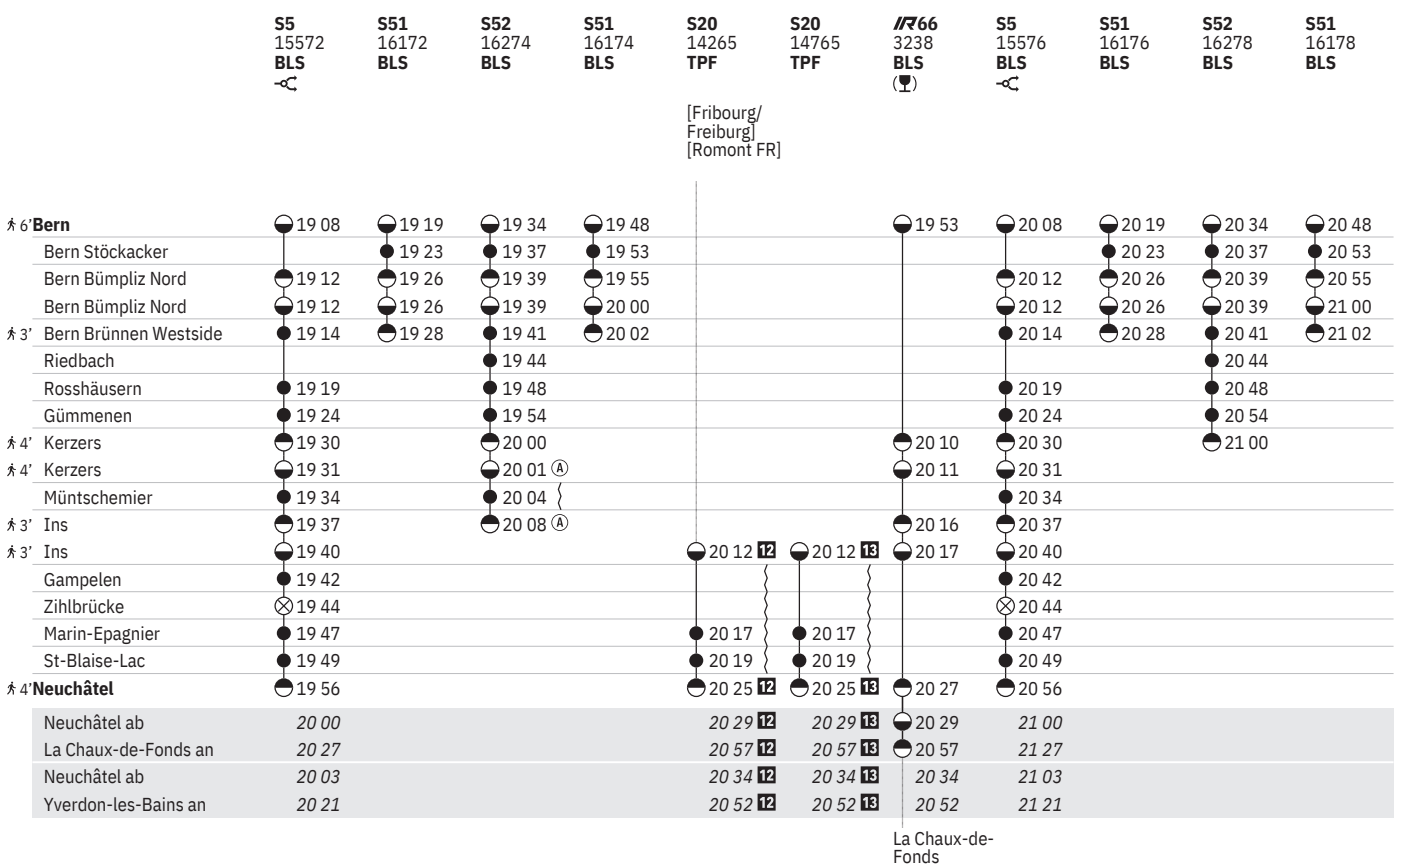 S5 S51 S52 S51 S20 S20 IR66 S5 S51 S52 S51
15572 16172 16274 16174 14265 14765 3238 15576 16176 16278 16178
BLS BLS BLS BLS TPF TPF BLS BLS BLS BLS BLS
[Fribourg/
Freiburg]
[Romont FR]
6’ Bern 19 08 19 19 19 34 19 48 19 53 20 08 20 19 20 34 20 48
Bern Stöckacker 19 23 19 37 19 53 20 23 20 37 20 53
Bern Bümpliz Nord 19 12 19 26 19 39 19 55 20 12 20 26 20 39 20 55
Bern Bümpliz Nord 19 12 19 26 19 39 20 00 20 12 20 26 20 39 21 00
3’ Bern Brünnen Westside 19 14 19 28 19 41 20 02 20 14 20 28 20 41 21 02
Riedbach 19 44 20 44
Rosshäusern 19 19 19 48 20 19 20 48
Gümmenen 19 24 19 54 20 24 20 54
4’ Kerzers 19 30 20 00 20 10 20 30 21 00
4’ Kerzers 19 31 20 01 A 20 11 20 31
Müntschemier 19 34 20 04 20 34
3’ Ins 19 37 20 08 A 20 16 20 37
3’ Ins 19 40 20 12 12 20 12 13 20 17 20 40
Gampelen 19 42 20 42
Zihlbrücke 19 44 20 44
Marin-Epagnier 19 47 20 17 20 17 20 47
St-Blaise-Lac 19 49 20 19 20 19 20 49
4’ Neuchâtel 19 56 20 25 12 20 25 13 20 27 20 56
Neuchâtel ab 20 00 20 29 12 20 29 13 20 29 21 00
La Chaux-de-Fonds an 20 27 20 57 12 20 57 13 20 57 21 27
Neuchâtel ab 20 03 20 34 12 20 34 13 20 34 21 03
Yverdon-les-Bains an 20 21 20 52 12 20 52 13 20 52 21 21
La Chaux-de-
Fonds